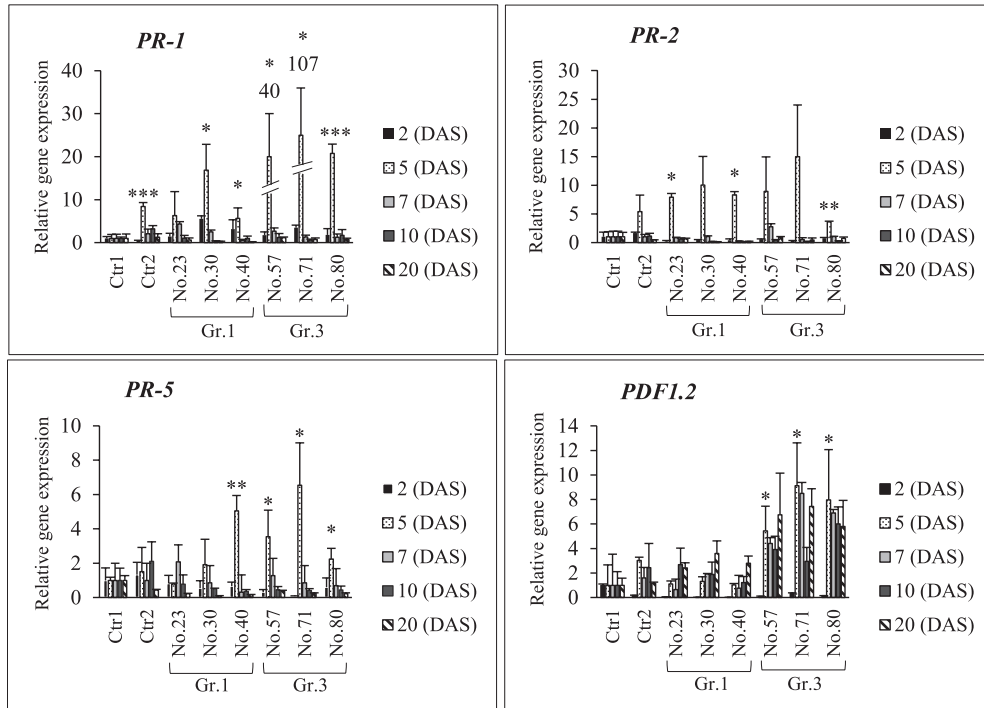 PR-1
Relative gene expression
40
30
20
10
0
***
*
*
*
40
*
107
***
Ctr1
Ctr2
No.23
No.30
No.40
No.57
No.71
No.80
Gr.1
Gr.3
2 (DAS)
5 (DAS)
7 (DAS)
10 (DAS)
20 (DAS)
PR-2
Relative gene expression
30
25
20
15
10
5
0
*
*
**
Ctr1
Ctr2
No.23
No.30
No.40
No.57
No.71
No.80
Gr.1
Gr.3
2 (DAS)
5 (DAS)
7 (DAS)
10 (DAS)
20 (DAS)
PR-5
Relative gene expression
10
8
6
4
2
0
**
*
*
*
Ctr1
Ctr2
No.23
No.30
No.40
No.57
No.71
No.80
Gr.1
Gr.3
2 (DAS)
5 (DAS)
7 (DAS)
10 (DAS)
20 (DAS)
PDF1.2
Relative gene expression
14
12
10
8
6
4
2
0
*
*
*
Ctr1
Ctr2
No.23
No.30
No.40
No.57
No.71
No.80
Gr.1
Gr.3
2 (DAS)
5 (DAS)
7 (DAS)
10 (DAS)
20 (DAS)